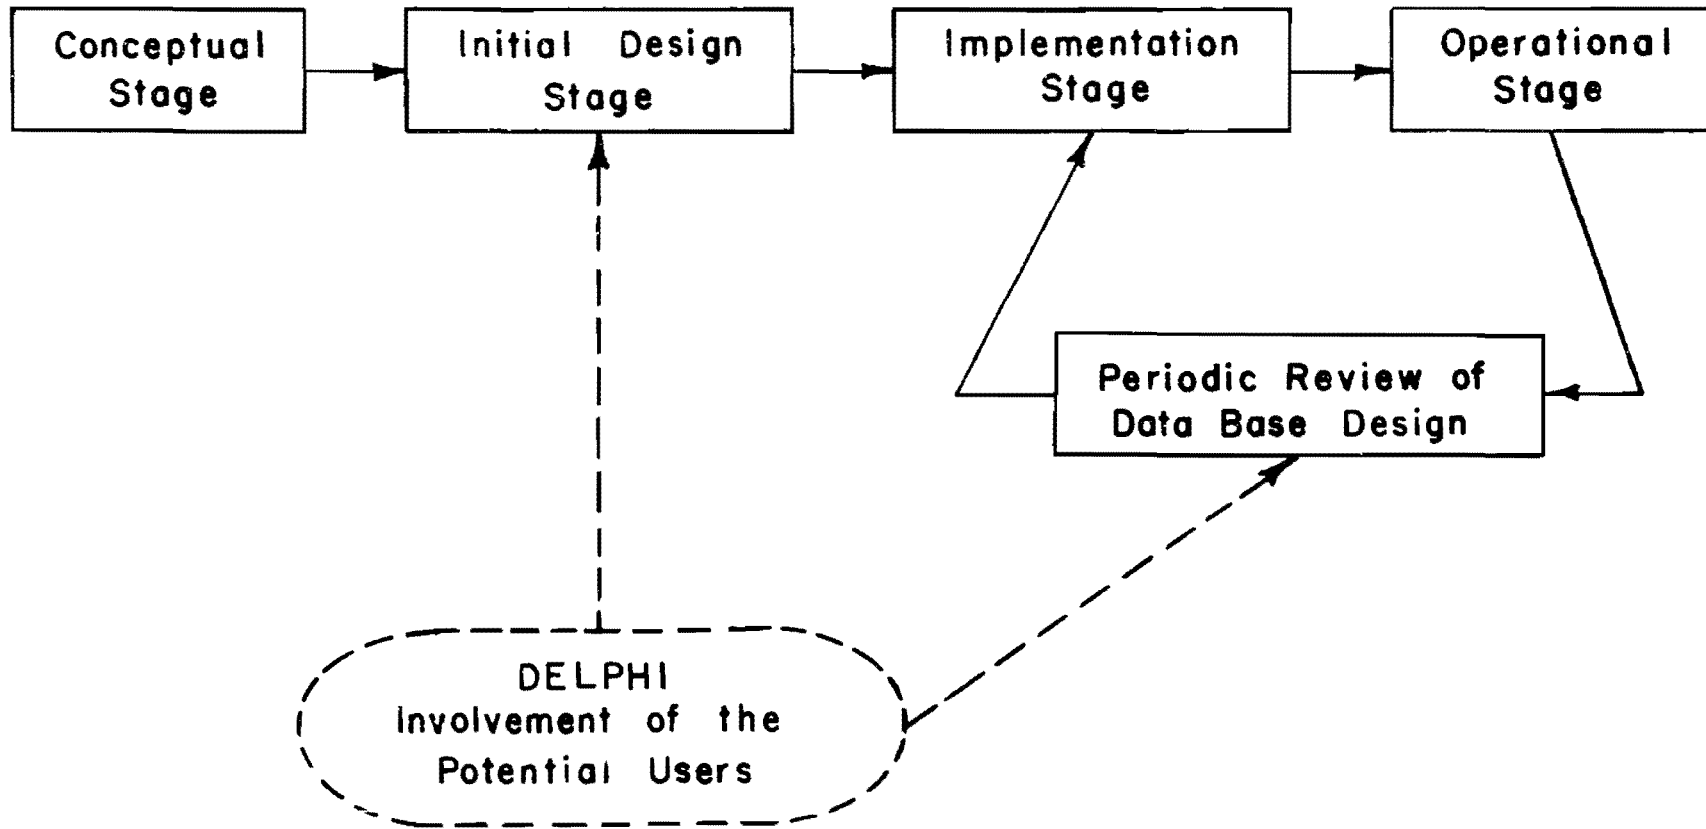 Conceptual
Stage
Initial Design
Stage
Implementation
Stage
Operational
Stage
Periodic Review of
Data Base Design
DELPHI
Involvement of the
Potential Users